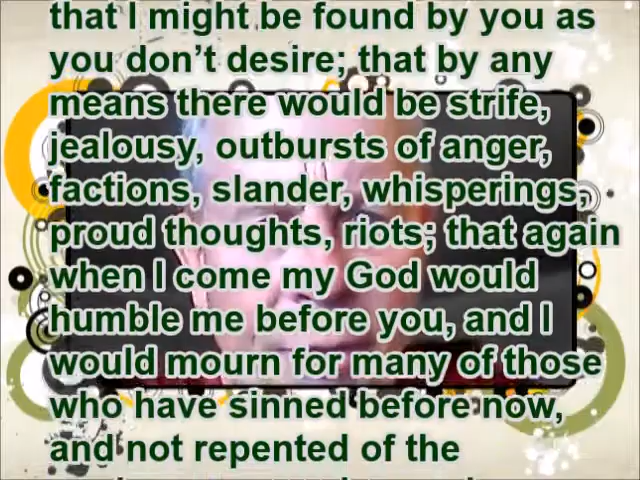 that I might be found by you as
you don’t desire; that by any
means there would be strife,
jealousy, outbursts of anger,
factions, slander, whisperings,
proud thoughts, riots; that again
when I come my God would
humble me before you, and I
would mourn for many of those
who have sinned before now,
and not repented of the